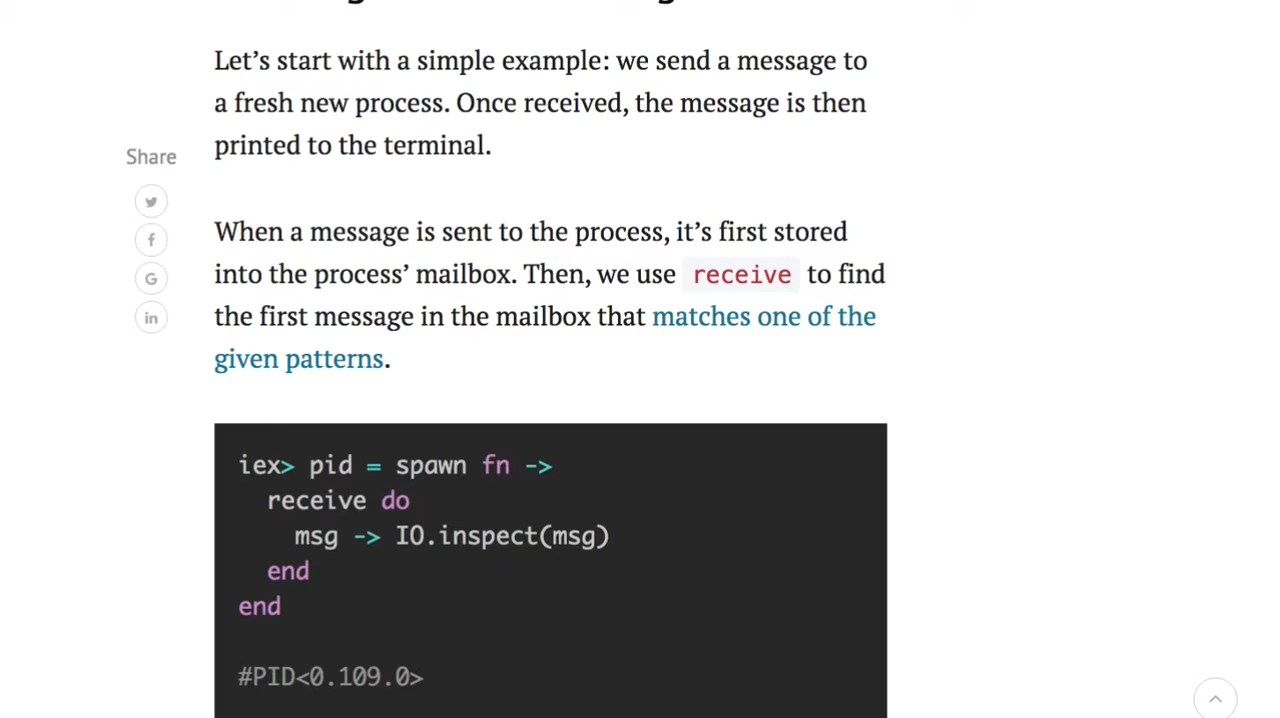 Let’s start with a simple example: we send a message to
a fresh new process. Once received, the message is then
printed to the terminal.
Share
When a message is sent to the process, it’s first stored
into the process’ mailbox. Then, we use receive to find
the first message in the mailbox that matches one of the
given patterns.
iex> pid = spawn fn ->
  receive do
    msg -> IO.inspect(msg)
  end
end
#PID<0.109.0>